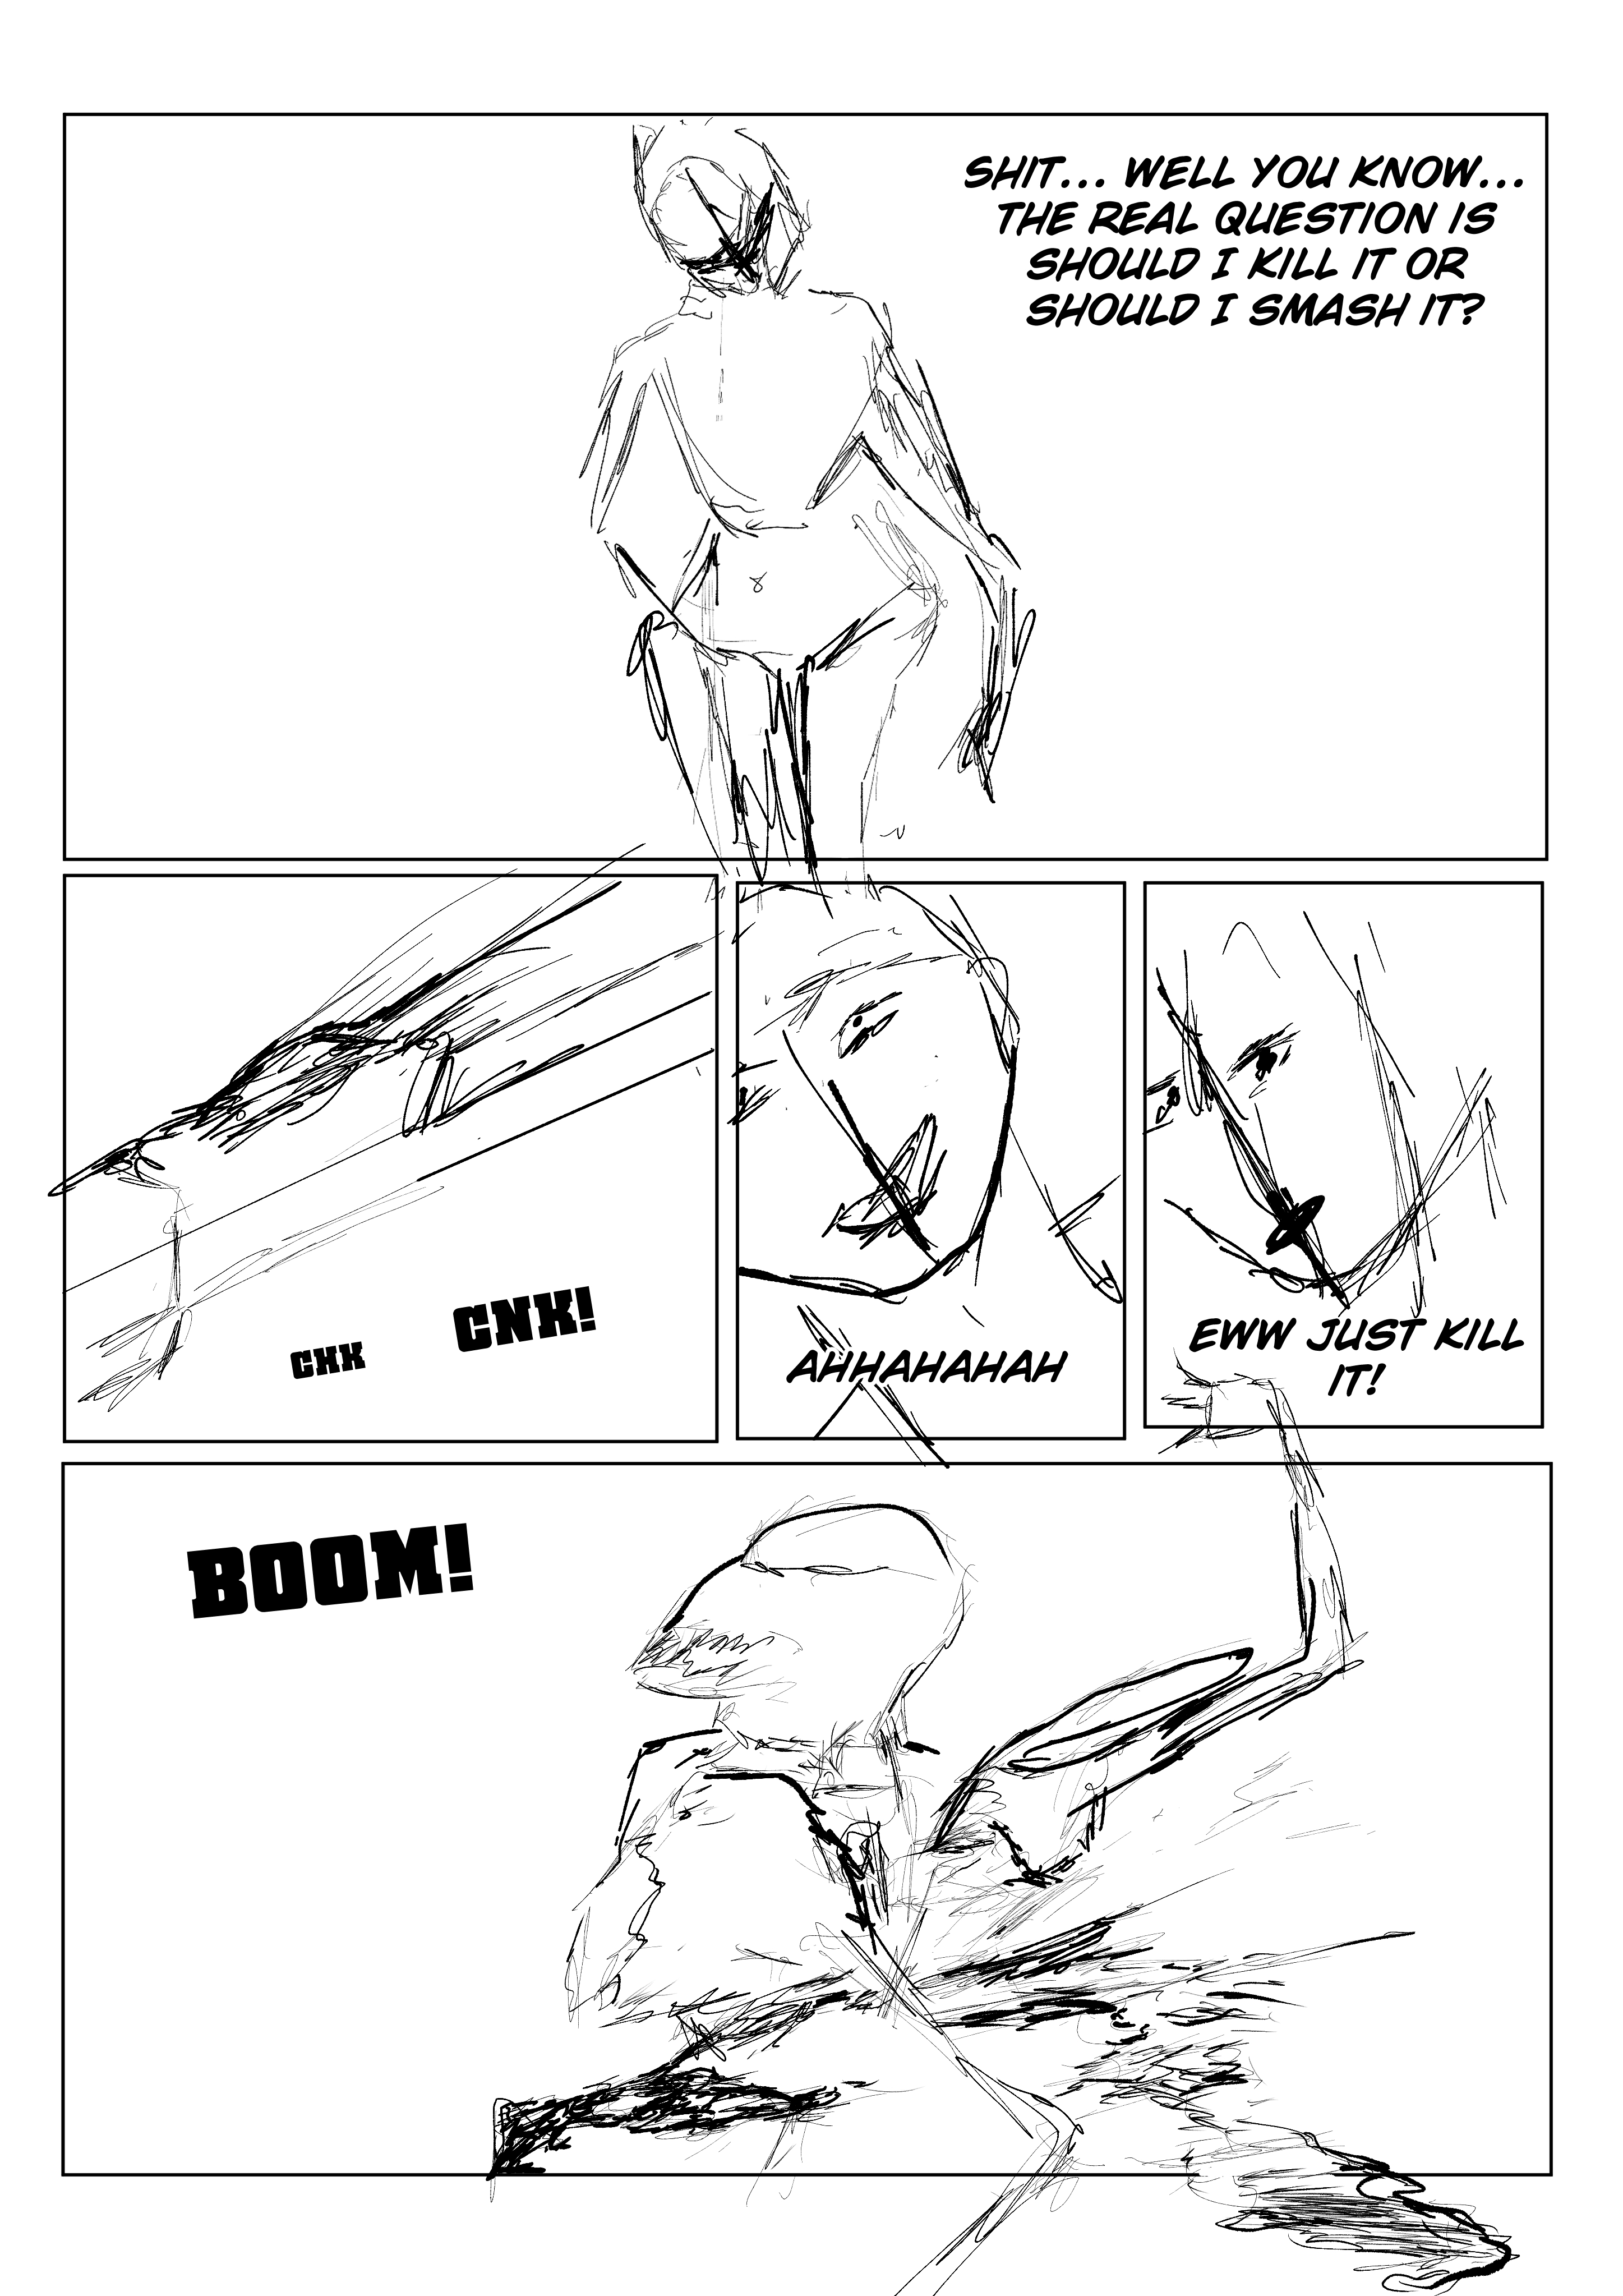 SHIT... WELL YOU KNOW...
THE REAL QUESTION IS
SHOULD I KILL IT OR
SHOULD I SMASH IT?
CHK
CNK!
AHHAHAHAH
EWW JUST KILL
IT!
BOOM!